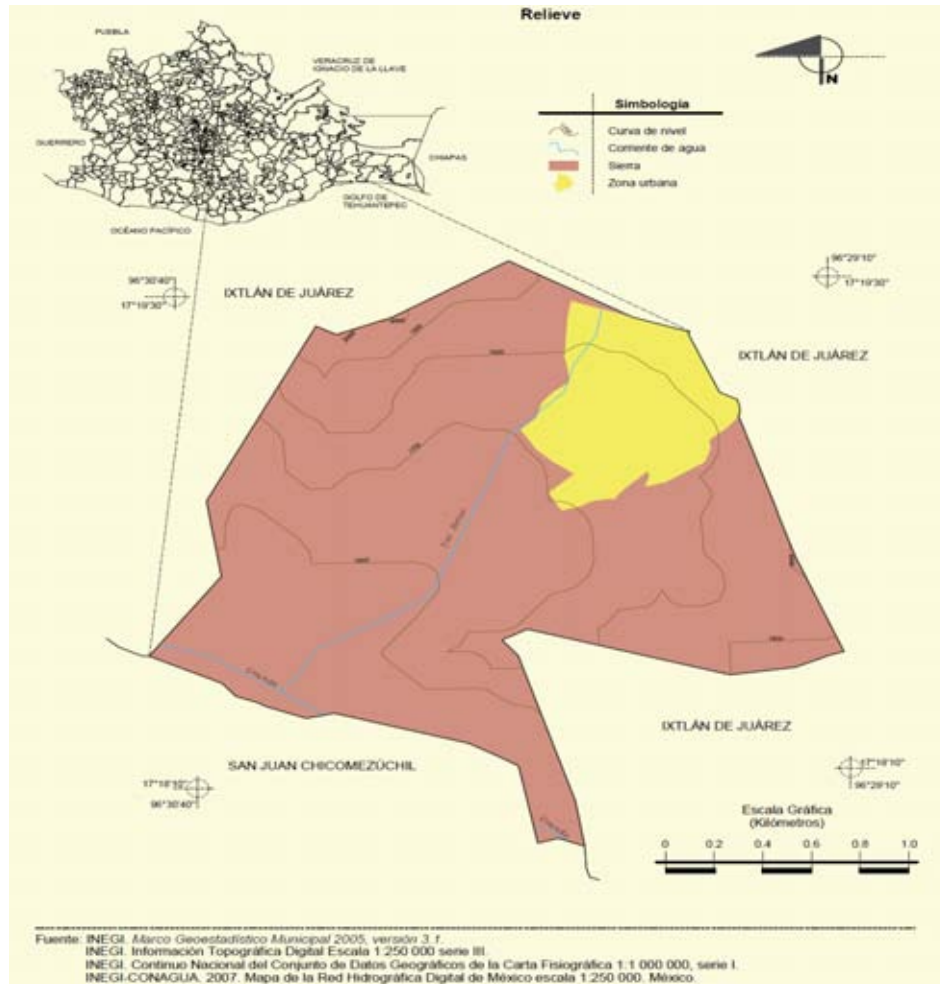 Relieve
PUEBLA
VERACRUZ DE
IGNACIO DE LA LLAVE
GUERRERO
CHIAPAS
GOLFO DE
TEHUANTEPEC
OCÉANO PACÍFICO
N
Simbología
Curva de nivel
Corriente de agua
Sierra
Zona urbana
96°30'40"
17°19'30"
IXTLÁN DE JUÁREZ
96°29'10"
17°19'30"
IXTLÁN DE JUÁREZ
IXTLÁN DE JUÁREZ
SAN JUAN CHICOMEZÚCHIL
17°18'10"
96°30'40"
17°18'10"
96°29'10"
Escala Gráfica
(Kilómetros)
0 0.2 0.4 0.6 0.8 1.0
Fuente: INEGI. Marco Geoestadístico Municipal 2005, versión 3.1.
INEGI. Información Topográfica Digital Escala 1:250 000 serie III.
INEGI. Continuo Nacional del Conjunto de Datos Geográficos de la Carta Fisiográfica 1:1 000 000, serie I.
INEGI-CONAGUA. 2007. Mapa de la Red Hidrográfica Digital de México escala 1:250 000. México.